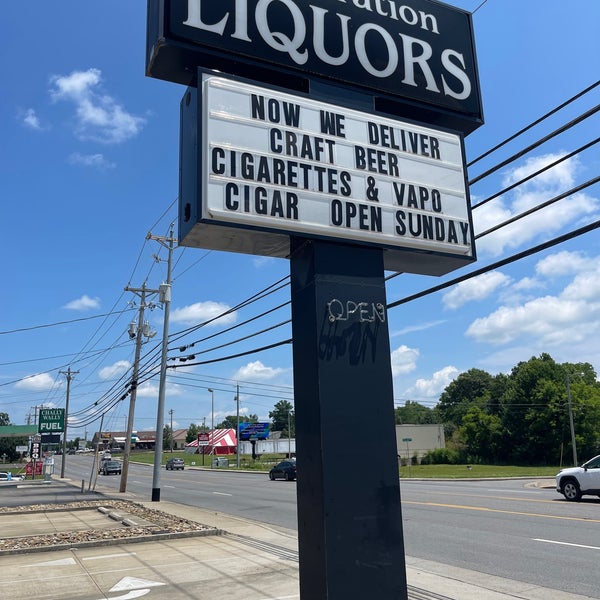 LIQUORS
NOW WE DELIVER
CRAFT BEER
CIGARETTES & VAPO
CIGAR OPEN SUNDAY
OPEN
FUEL